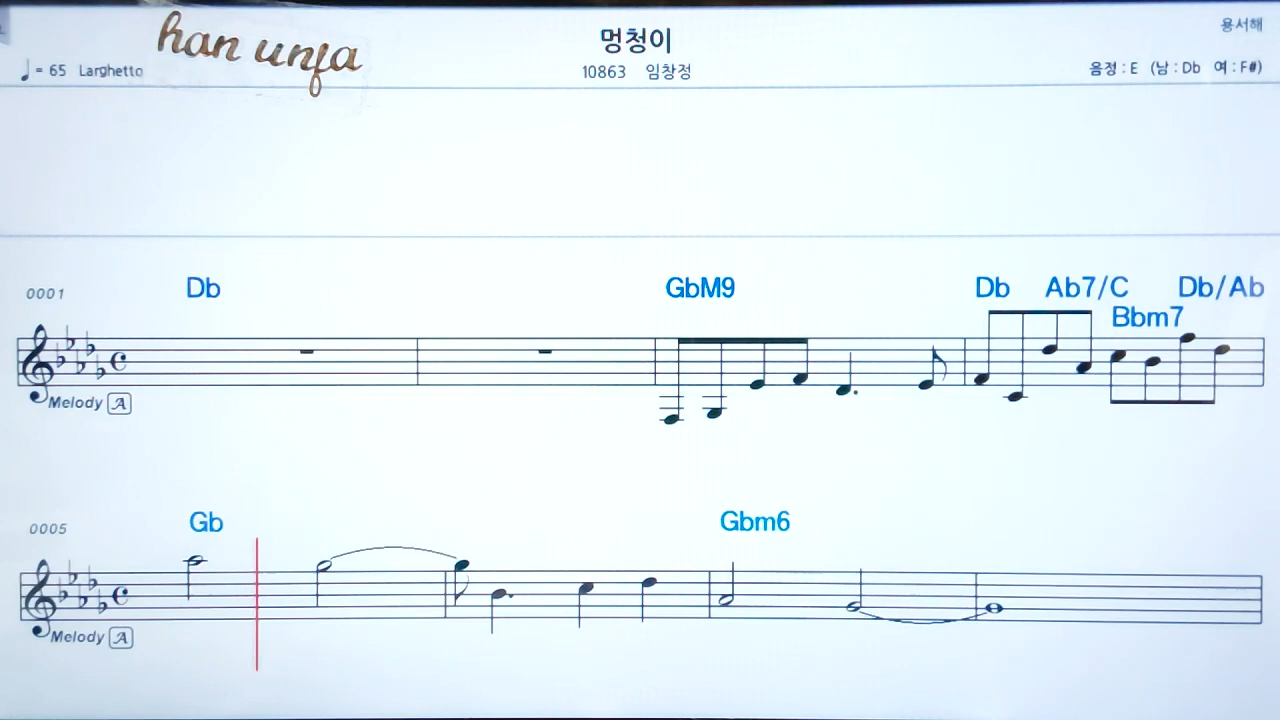 han unja
멍청이
용서해
♩= 65 Larghetto
10863 임창정
음정 : E (남 : Db 여 : F#)
0001
Db GbM9 Db Ab7/C Bbm7 Db/Ab
Melody A
0005
Gb Gbm6
Melody A